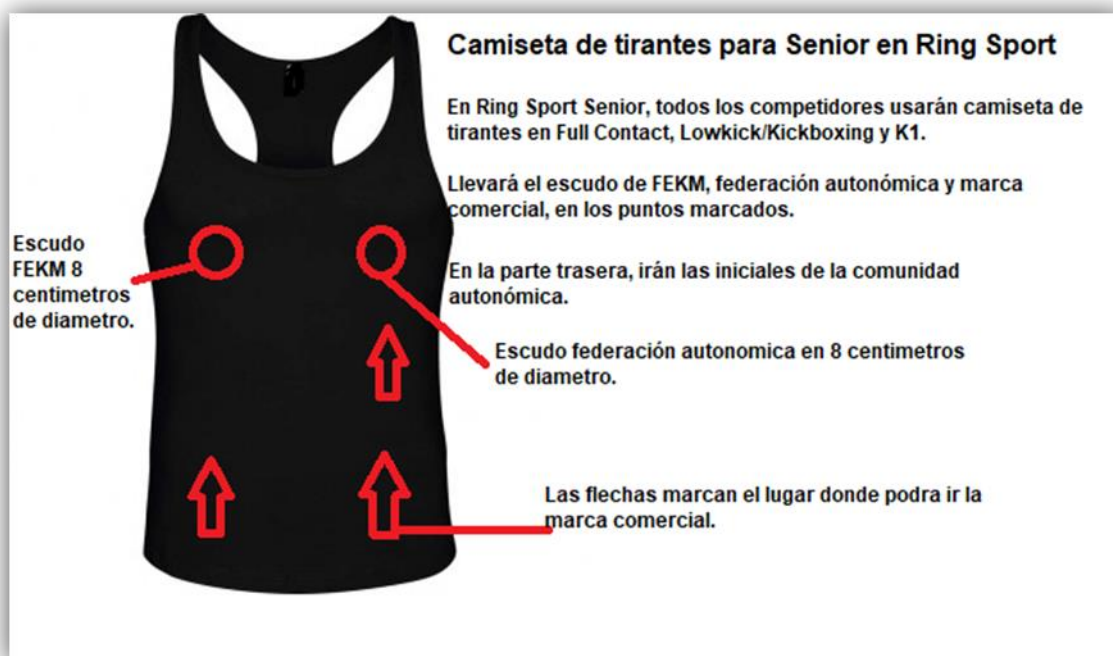 Camiseta de tirantes para Senior en Ring Sport
En Ring Sport Senior, todos los competidores usarán camiseta de
tirantes en Full Contact, Lowkick/Kickboxing y K1.
Llevará el escudo de FEKM, federación autonómica y marca
comercial, en los puntos marcados.
Escudo
FEKM 8
centimetros
de diametro.
En la parte trasera, irán las iniciales de la comunidad
autonómica.
Escudo federación autonomica en 8 centimetros
de diametro.
Las flechas marcan el lugar donde podra ir la
marca comercial.